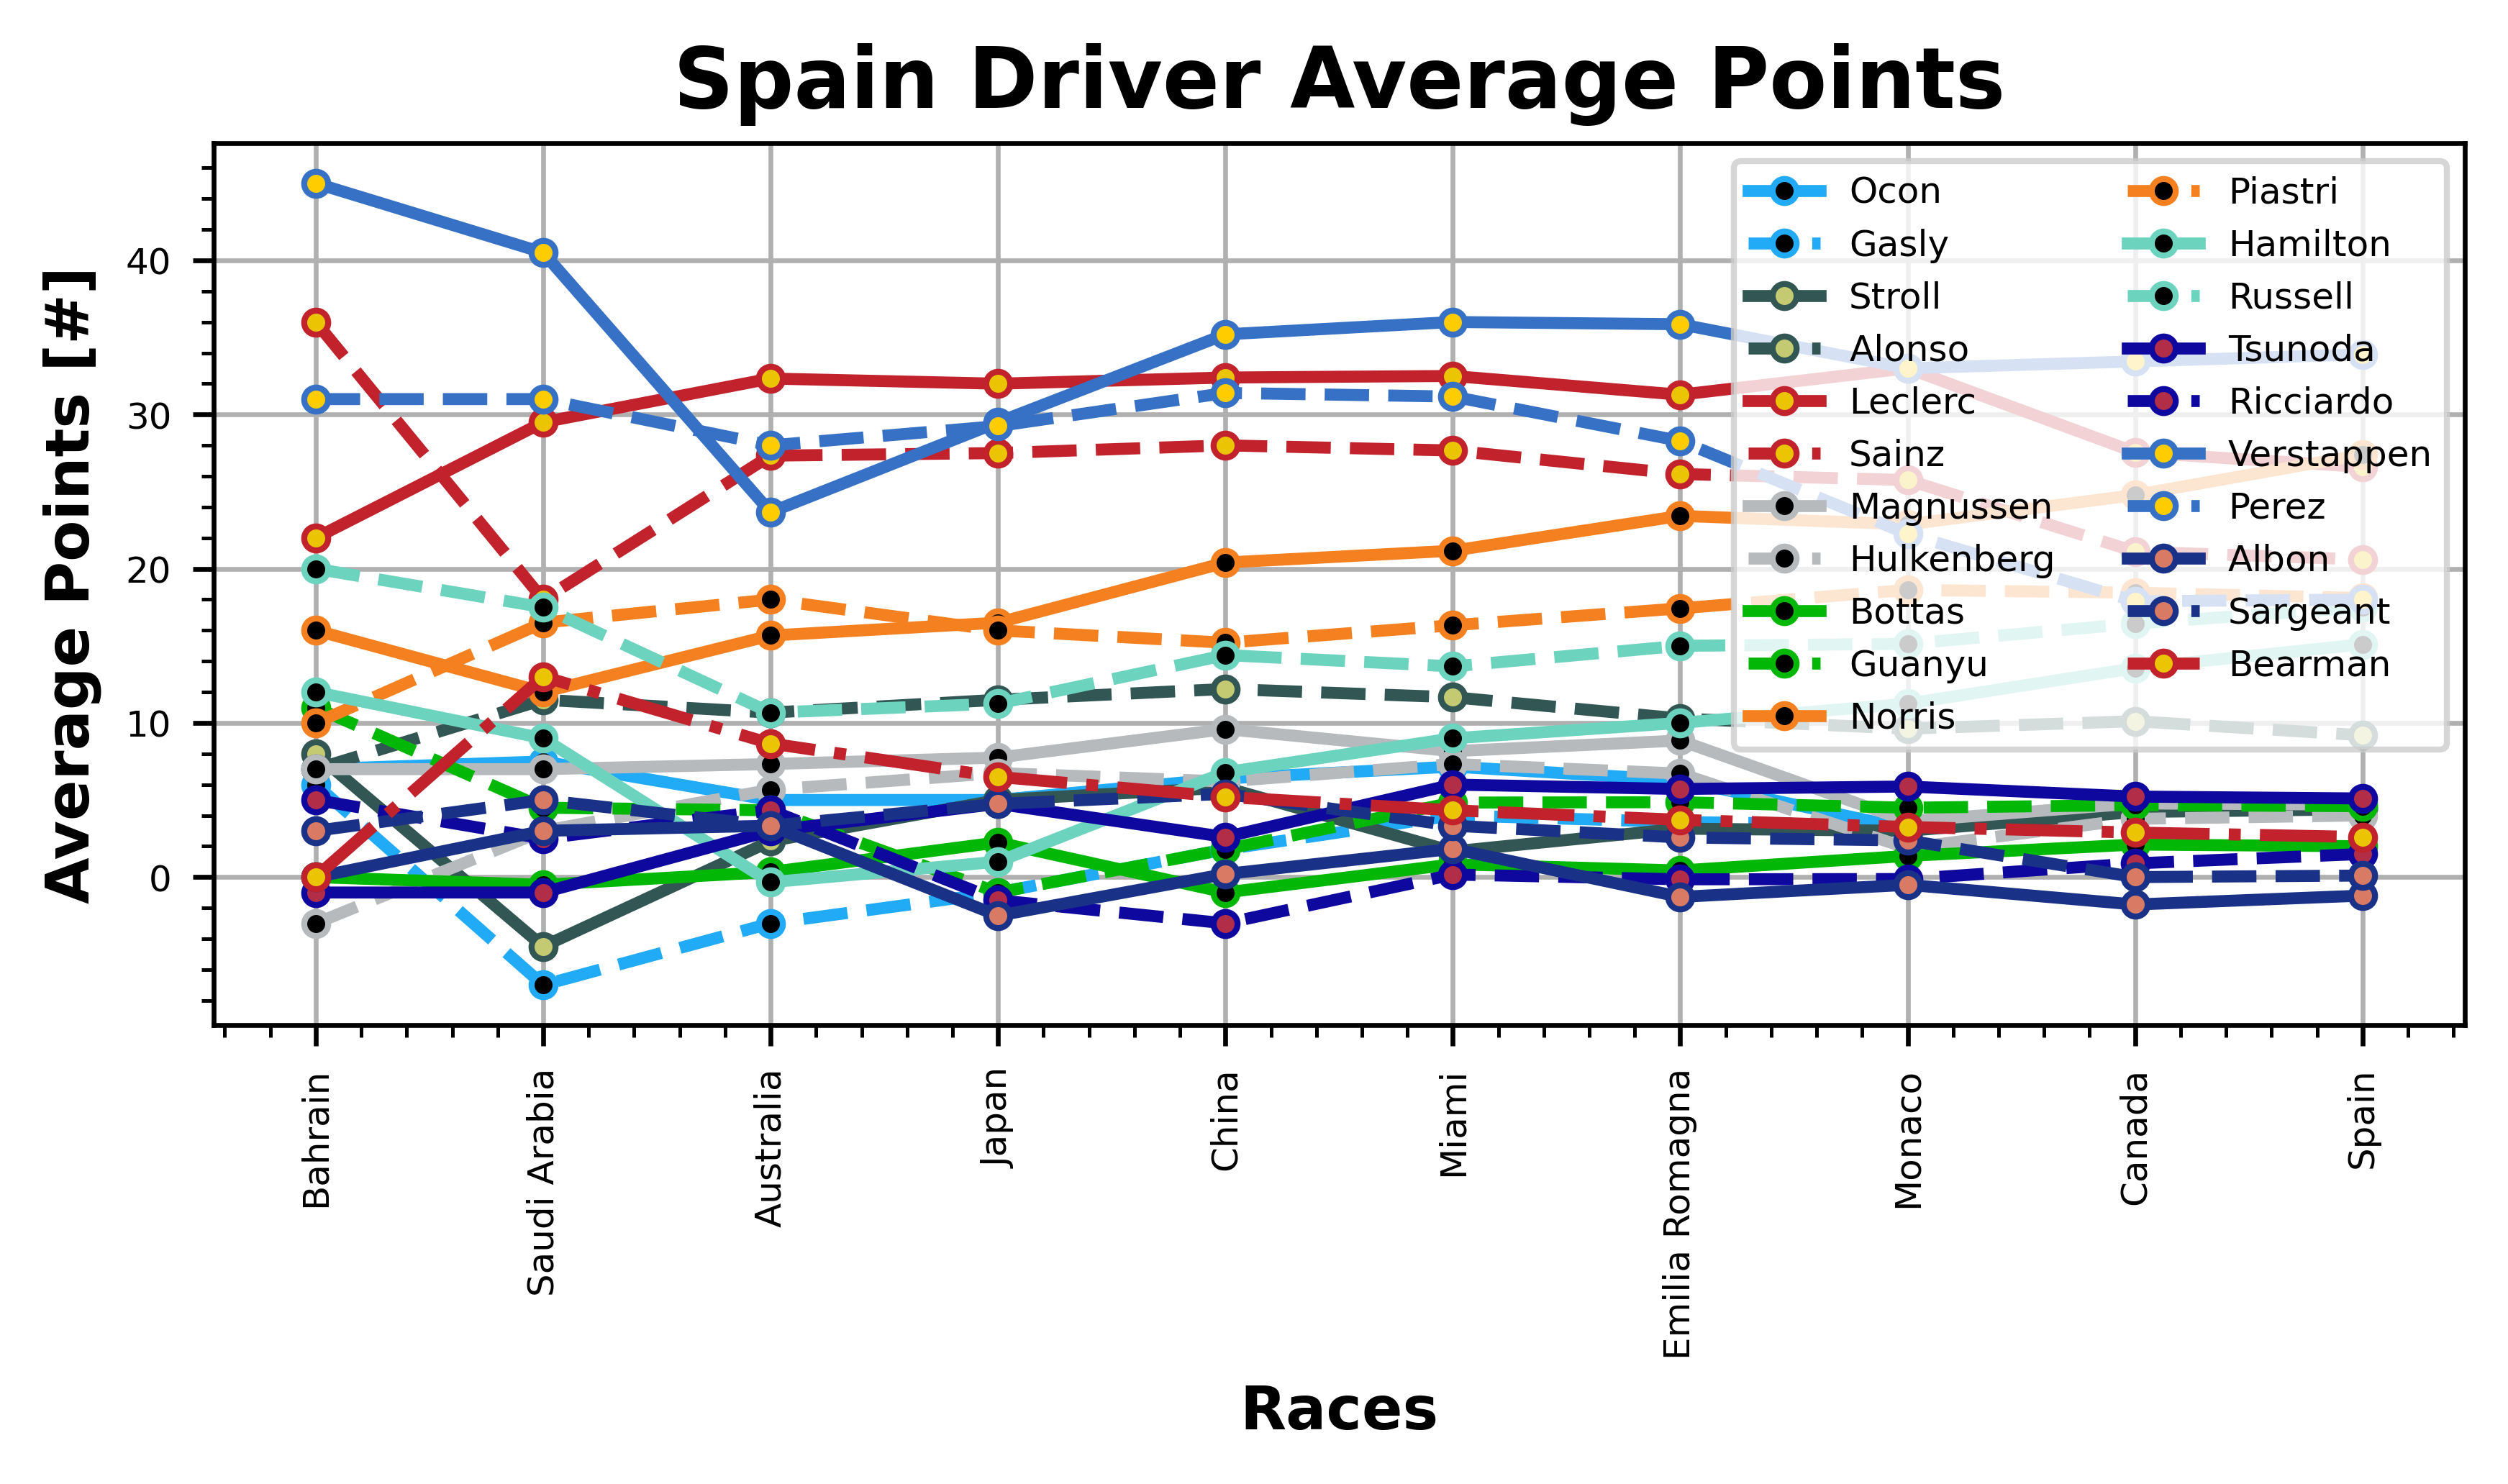 Spain Driver Average Points
Average Points [#]
40
30
20
10
0
Ocon
Gasly
Stroll
Alonso
Leclerc
Sainz
Magnussen
Hulkenberg
Bottas
Guanyu
Norris
Piastri
Hamilton
Russell
Tsunoda
Ricciardo
Verstappen
Perez
Albon
Sargeant
Bearman
Bahrain
Saudi Arabia
Australia
Japan
China
Miami
Emilia Romagna
Monaco
Canada
Spain
Races